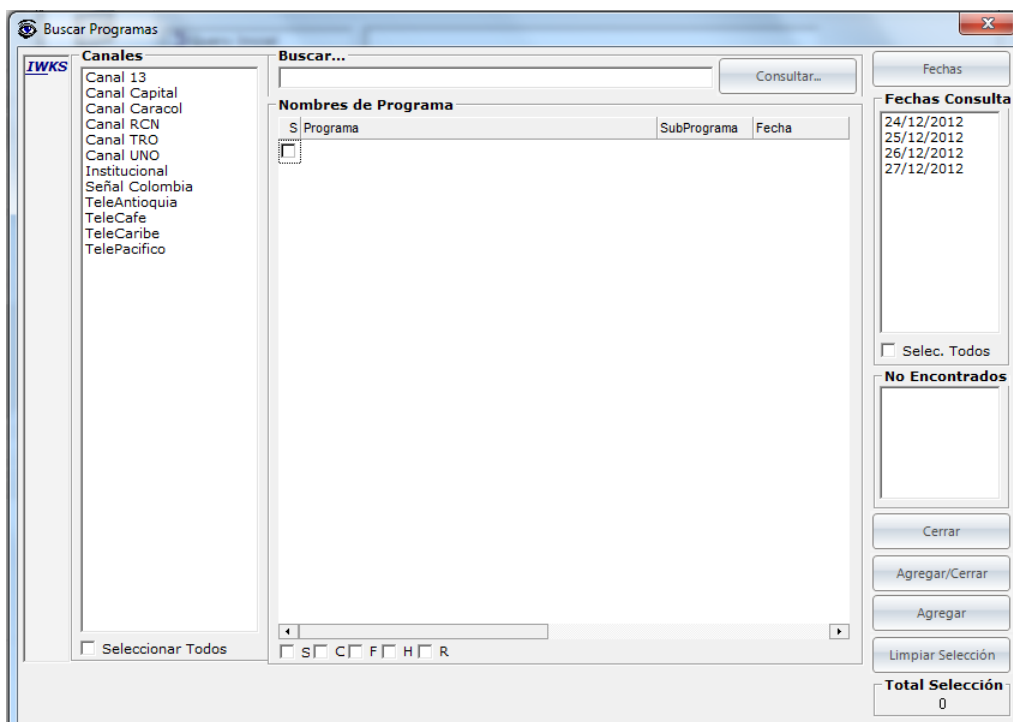 Buscar Programas
IWKS
Canales
Canal 13
Canal Capital
Canal Caracol
Canal RCN
Canal TRO
Canal UNO
Institucional
Señal Colombia
TeleAntioquia
TeleCafe
TeleCaribe
TelePacifico
Seleccionar Todos
Buscar...
Consultar...
Nombres de Programa
S Programa SubPrograma Fecha
S C F H R
Fechas
Fechas Consulta
24/12/2012
25/12/2012
26/12/2012
27/12/2012
Selec. Todos
No Encontrados
Cerrar
Agregar/Cerrar
Agregar
Limpiar Selección
Total Selección
0